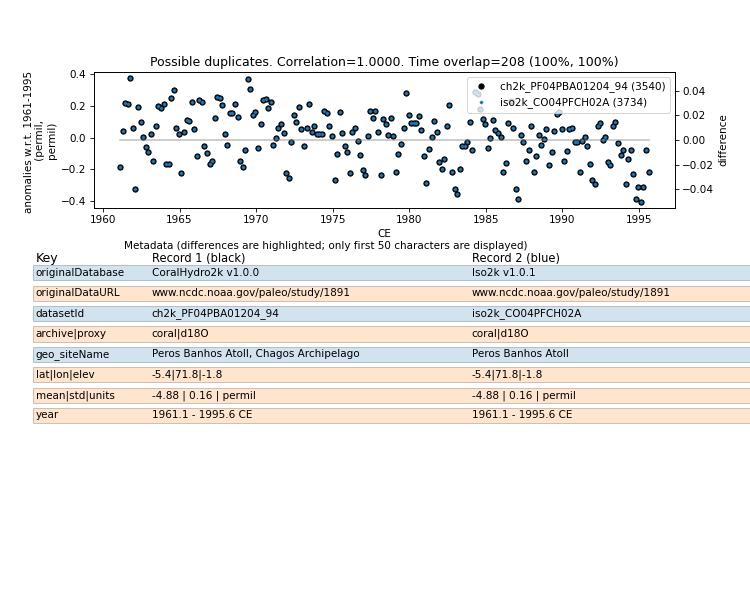 Possible duplicates. Correlation=1.0000. Time overlap=208 (100%, 100%)
anomalies w.r.t. 1961-1995
(permil,
permil)
0.4
0.2
0.0
−0.2
−0.4
ch2k_PF04PBA01204_94 (3540)
iso2k_CO04PFCH02A (3734)
0.04
0.02
0.00
−0.02
−0.04
difference
1960 1965 1970 1975 1980 1985 1990 1995
CE
Metadata (differences are highlighted; only first 50 characters are displayed)
Key Record 1 (black) Record 2 (blue)
originalDatabase CoralHydro2k v1.0.0 Iso2k v1.0.1
originalDataURL www.ncdc.noaa.gov/paleo/study/1891 www.ncdc.noaa.gov/paleo/study/1891
datasetId ch2k_PF04PBA01204_94 iso2k_CO04PFCH02A
archive|proxy coral|d18O coral|d18O
geo_siteName Peros Banhos Atoll, Chagos Archipelago Peros Banhos Atoll
lat|lon|elev -5.4|71.8|-1.8 -5.4|71.8|-1.8
mean|std|units -4.88 | 0.16 | permil -4.88 | 0.16 | permil
year 1961.1 - 1995.6 CE 1961.1 - 1995.6 CE